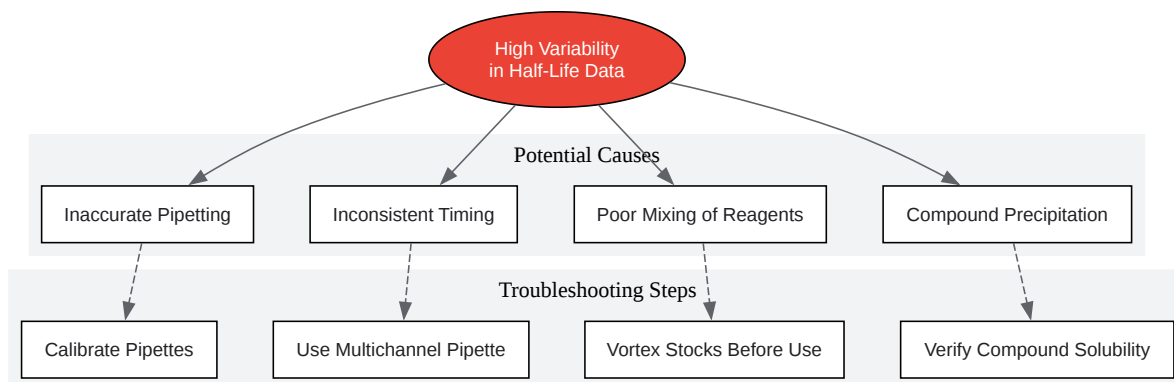 High Variability
in Half-Life Data
Potential Causes
Inaccurate Pipetting
Inconsistent Timing
Poor Mixing of Reagents
Compound Precipitation
Troubleshooting Steps
Calibrate Pipettes
Use Multichannel Pipette
Vortex Stocks Before Use
Verify Compound Solubility